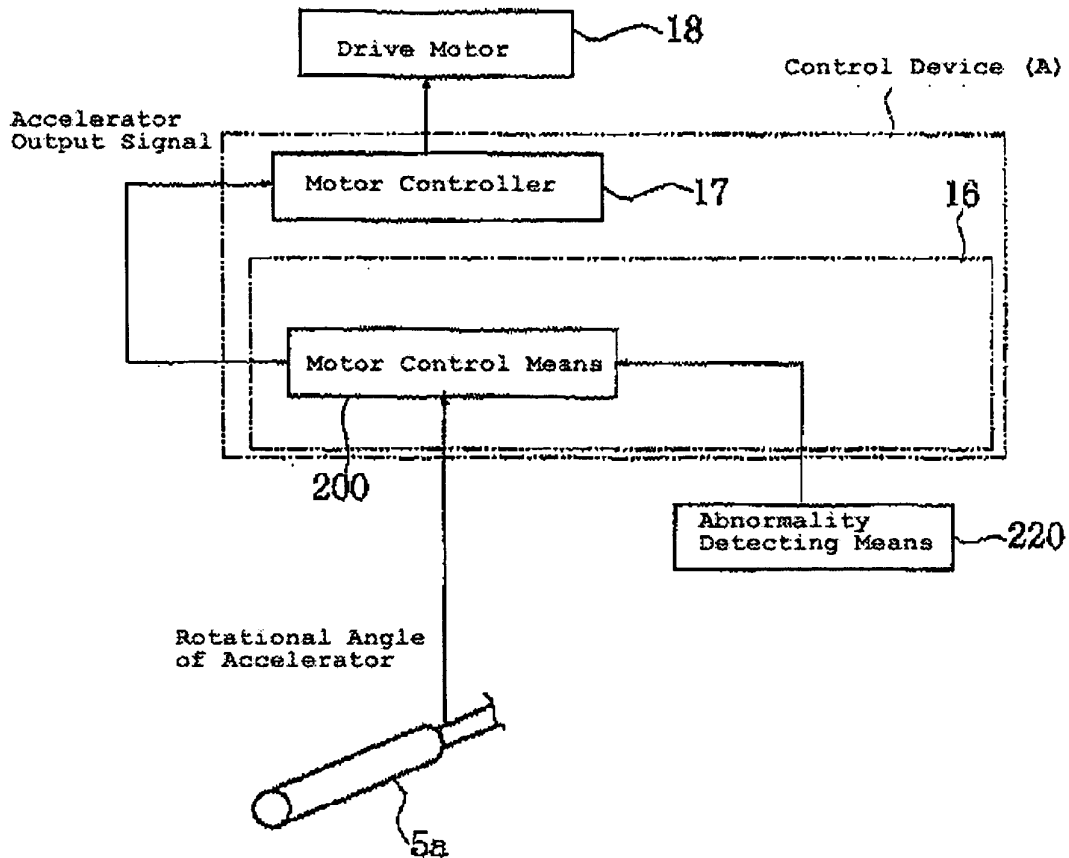 18
Drive Motor
Control Device (A)
Accelerator
Output Signal
Motor Controller
17
16
Motor Control Means
200
Abnormality
Detecting Means
220
Rotational Angle
of Accelerator
5a